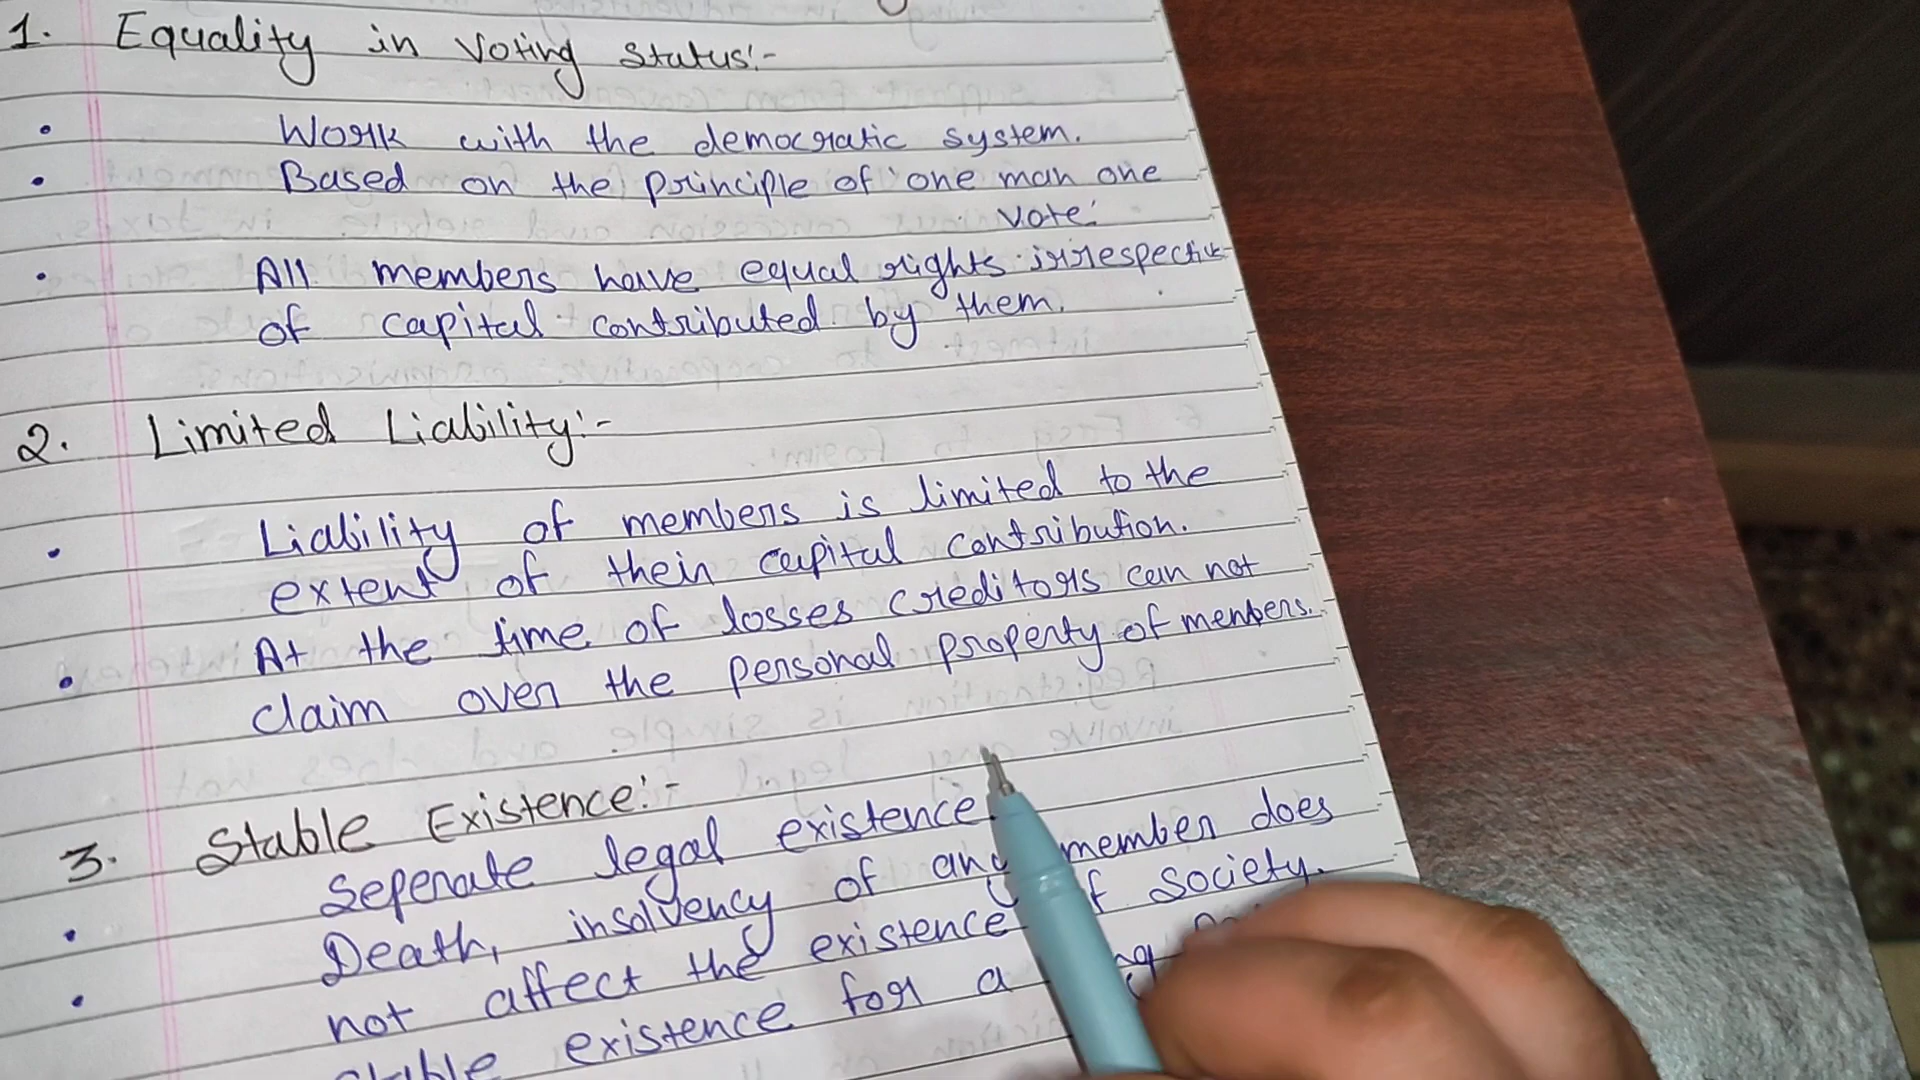 1. Equality in Voting Status:-
• Work with the democratic system.
• Based on the principle of 'one man one
vote.'
• All members have equal rights irrespective
of capital contributed by them.
2. Limited Liability:-
• Liability of members is limited to the
extent of their capital contribution.
• At the time of losses creditors can not
claim over the personal property of members.
3. Stable Existence:-
• Seperate legal existence.
• Death, insolvency of any member does
not affect the existence of society.
stable existence for a